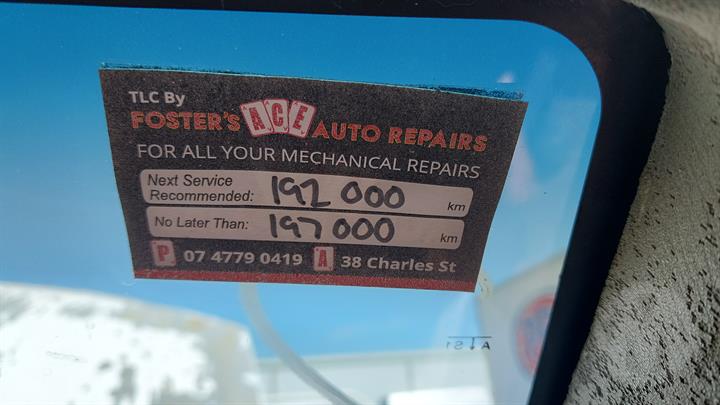 TLC By
FOSTER'S ACE AUTO REPAIRS
FOR ALL YOUR MECHANICAL REPAIRS
Next Service
Recommended: 192 000 km
No Later Than: 197 000 km
P 07 4779 0419 A 38 Charles St